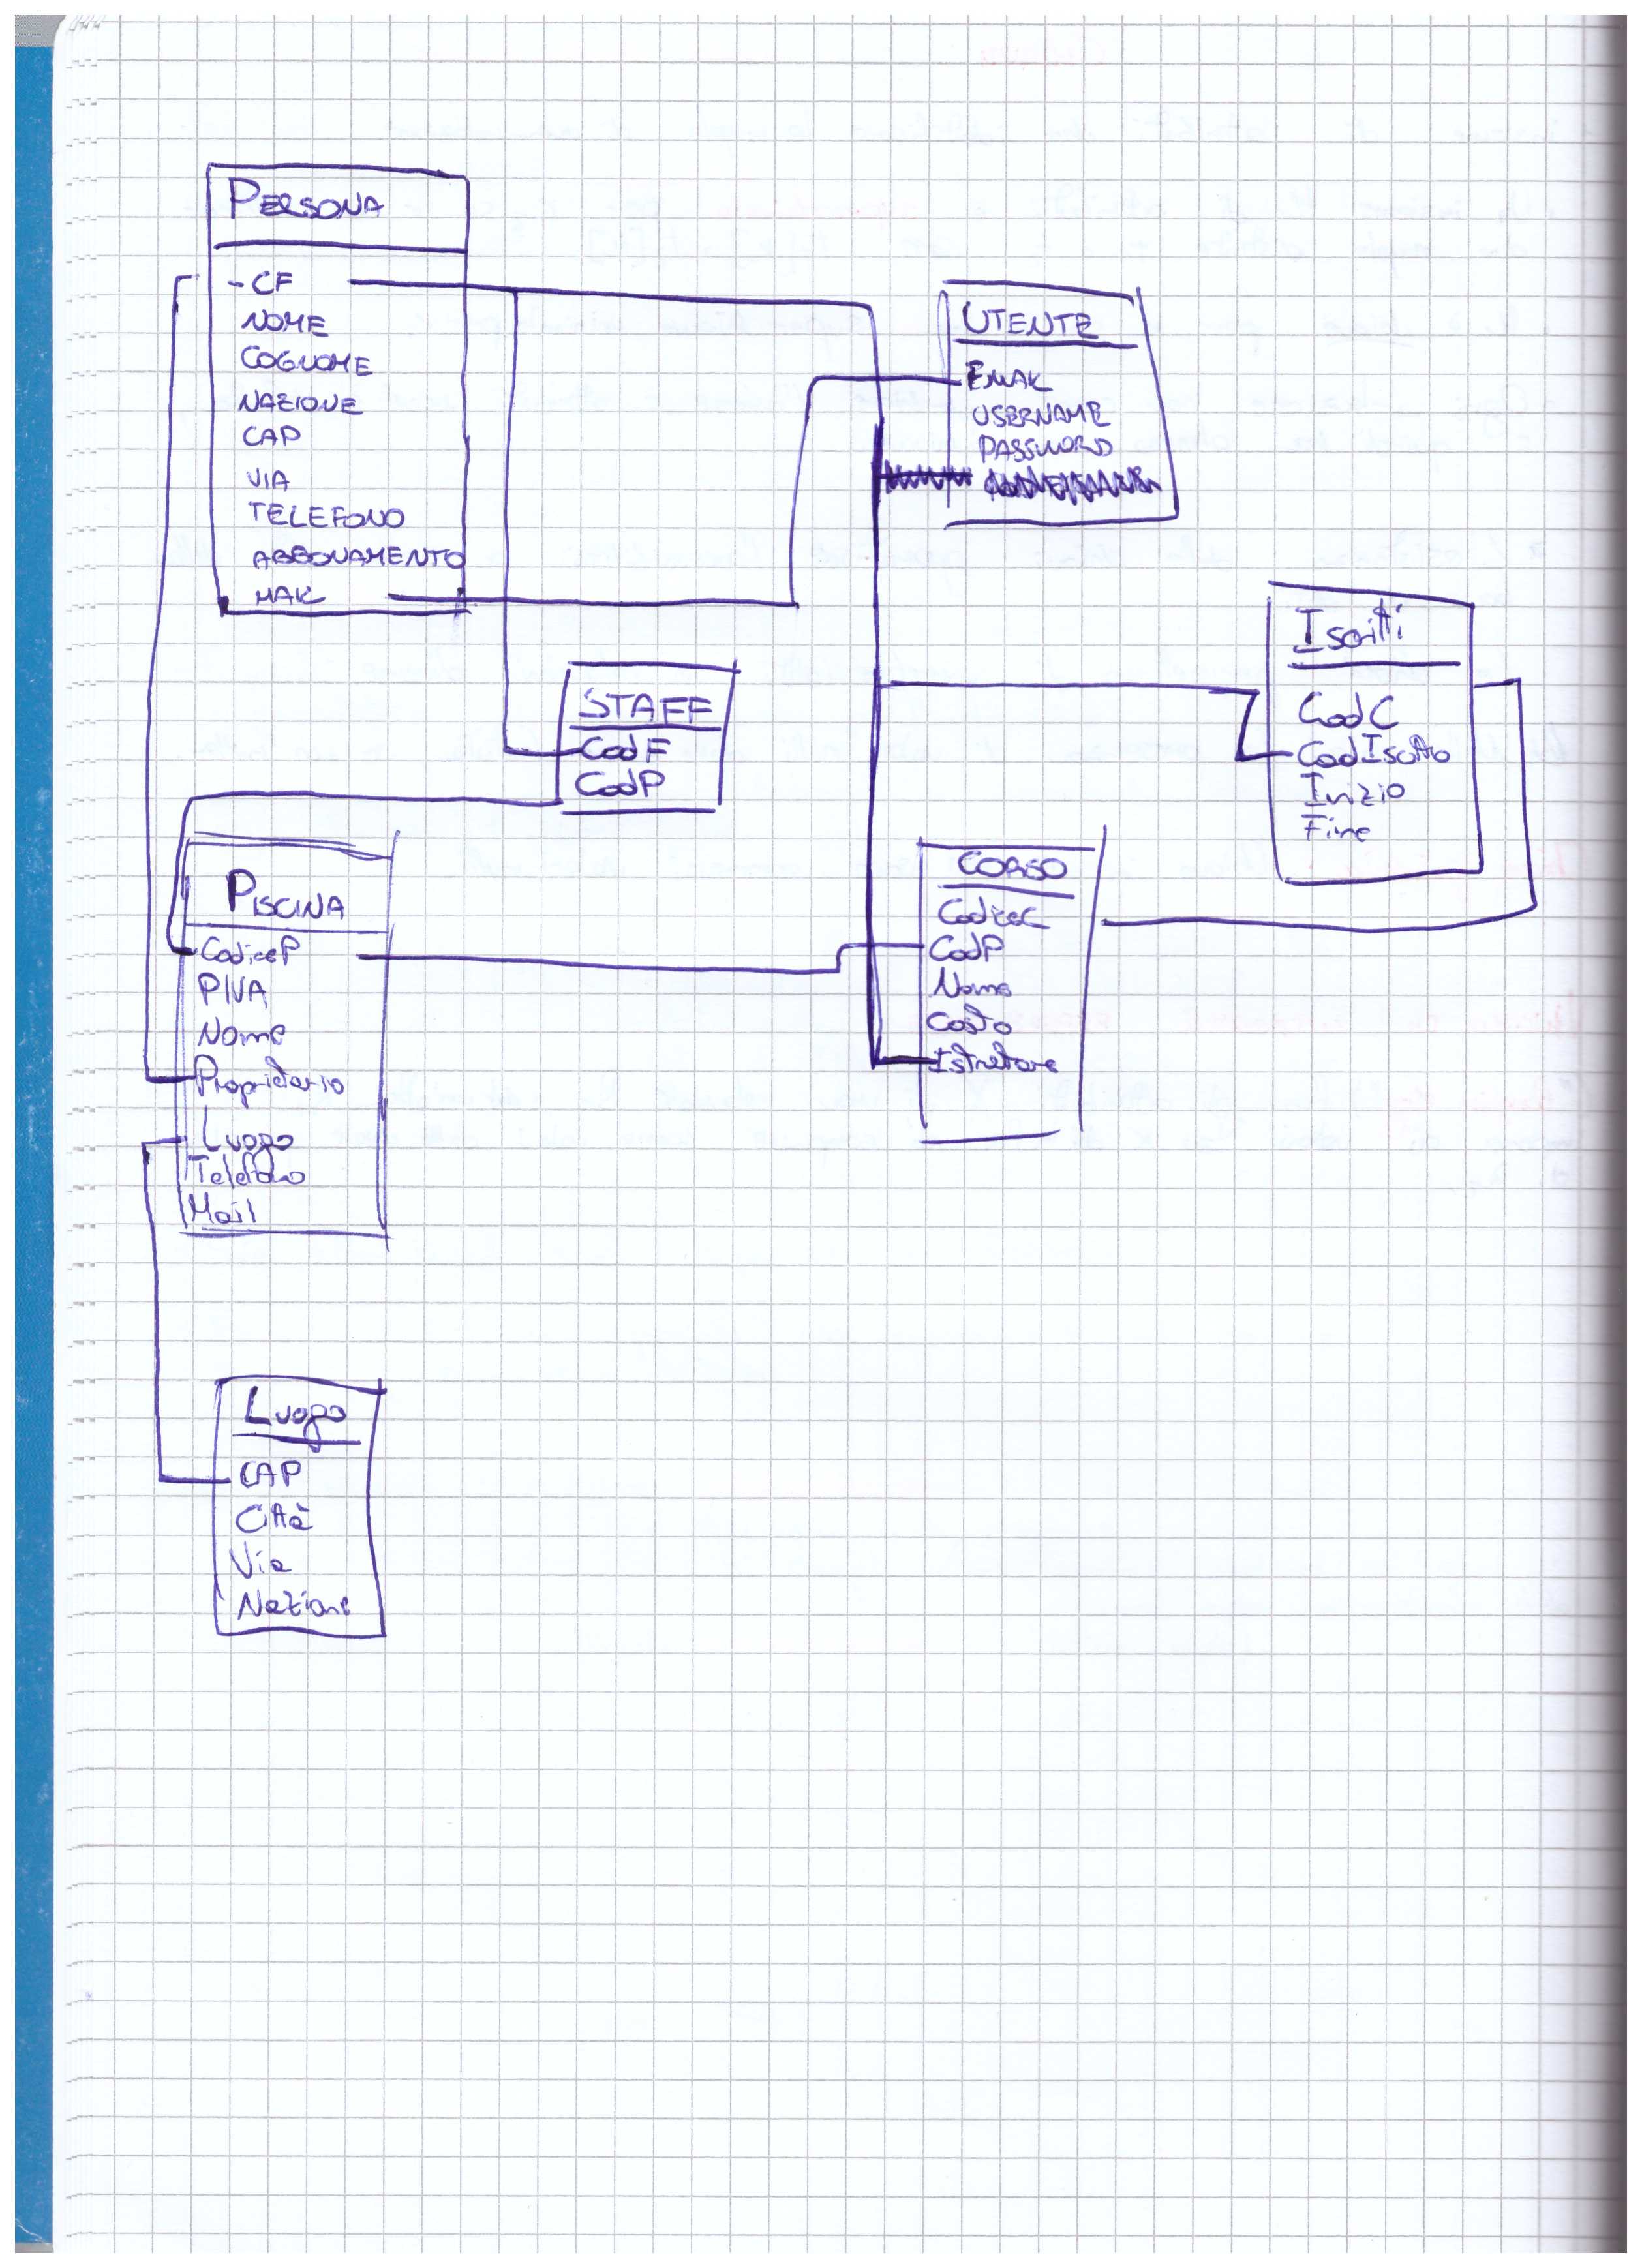 PERSONA
- CF
NOME
COGNOME
NAZIONE
CAP
VIA
TELEFONO
ABBONAMENTO
MAIL
UTENTE
EMAIL
USERNAME
PASSWORD
STAFF
CodF
CodP
Iscritti
CodC
CodIscritto
Inizio
Fine
PISCINA
CodiceP
PIVA
Nome
Proprietario
Luogo
Telefono
Mail
CORSO
CodiceC
CodP
Nome
Costo
Istruttore
Luogo
CAP
Città
Via
Nazione